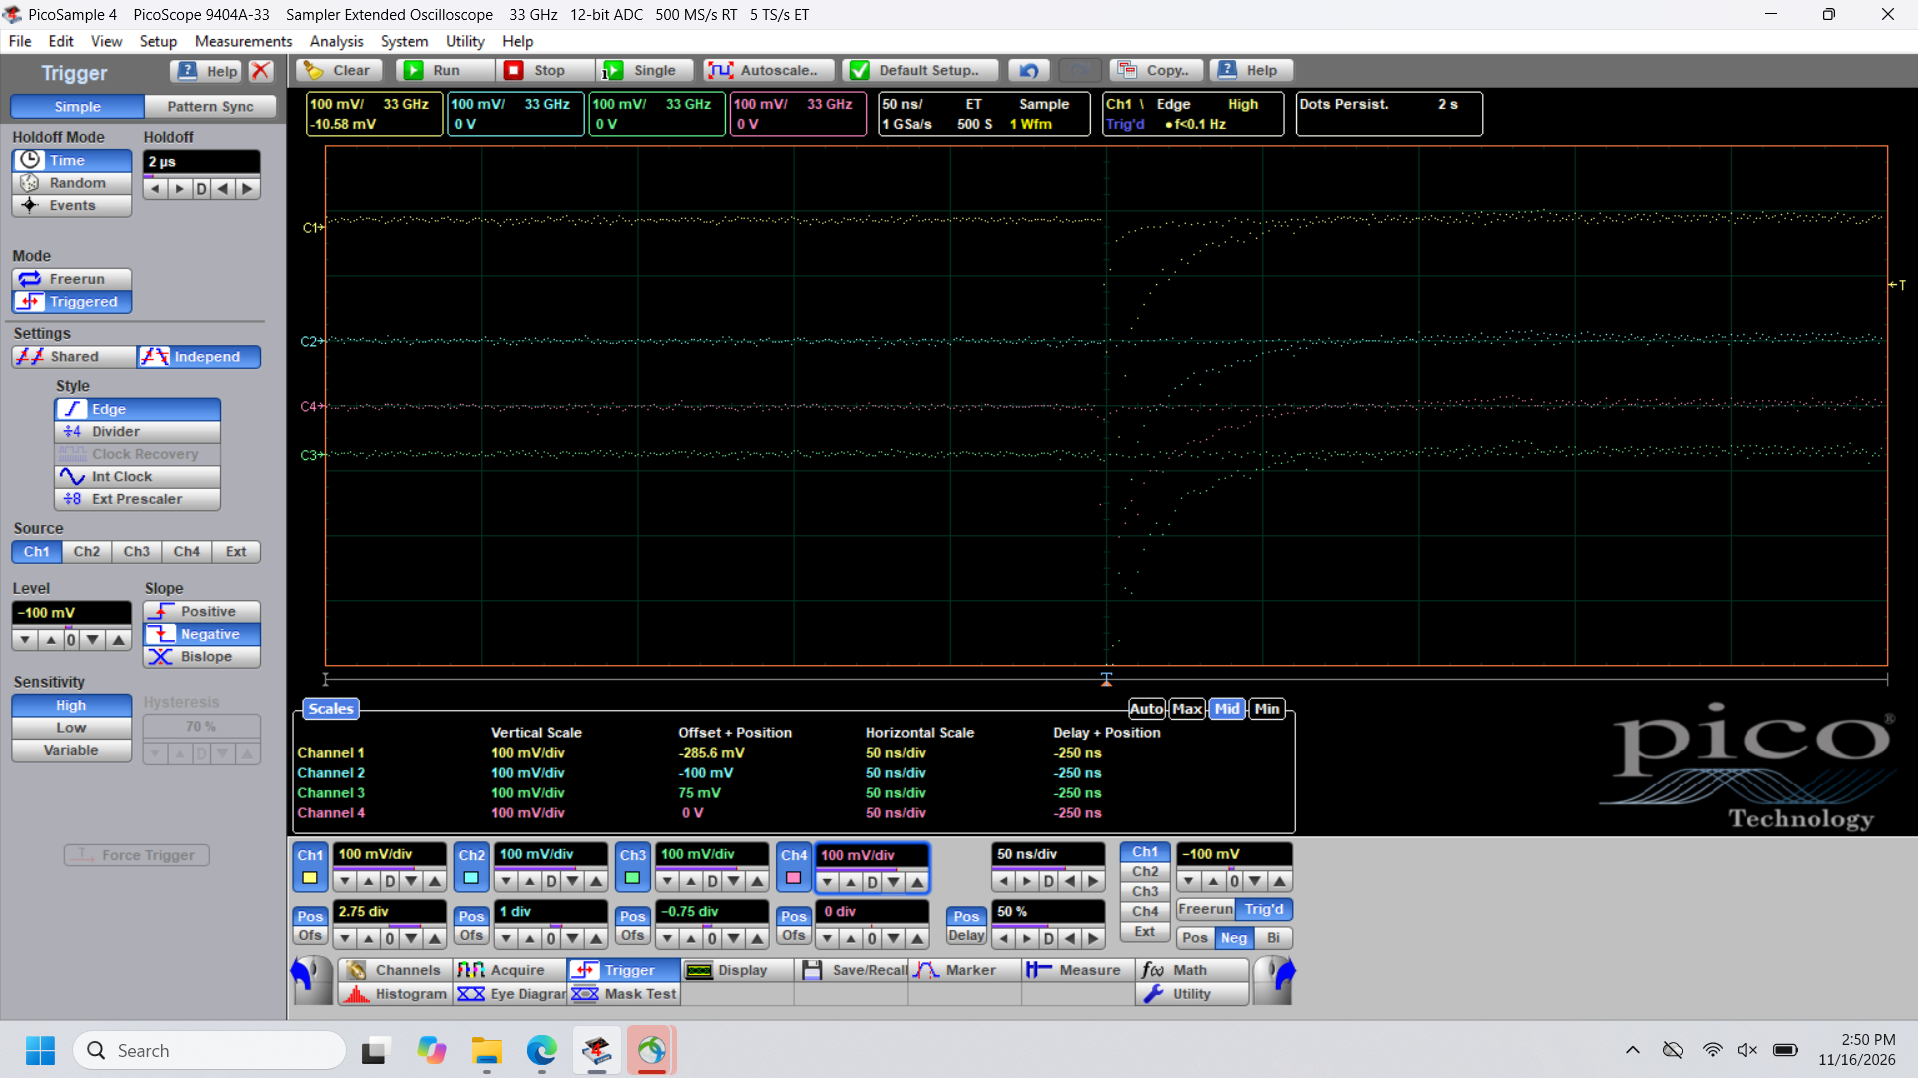 PicoSample 4 PicoScope 9404A-33 Sampler Extended Oscilloscope 33 GHz 12-bit ADC 500 MS/s RT 5 TS/s ET
File Edit View Setup Measurements Analysis System Utility Help
Trigger Help
Clear Run Stop Single Autoscale.. Default Setup.. Copy.. Help
Simple Pattern Sync
100 mV/ 33 GHz 100 mV/ 33 GHz 100 mV/ 33 GHz 100 mV/ 33 GHz 50 ns/ ET Sample Ch1 \ Edge High Dots Persist. 2 s
-10.58 mV 0 V 0 V 0 V 1 GSa/s 500 S 1 Wfm Trig'd ●f<0.1 Hz
Holdoff Mode Holdoff
Time 2 µs
Random D
Events
C1
Mode
Freerun
Triggered
T
Settings
Shared Independ
C2
Style
Edge
C4
÷4 Divider
Clock Recovery
C3
Int Clock
÷8 Ext Prescaler
Source
Ch1 Ch2 Ch3 Ch4 Ext
Level Slope
-100 mV Positive
0 Negative
Bislope
T
Sensitivity
High Hysteresis
Low 70 %
Variable D
Scales Auto Max Mid Min
Vertical Scale Offset + Position Horizontal Scale Delay + Position
Channel 1 100 mV/div -285.6 mV 50 ns/div -250 ns
Channel 2 100 mV/div -100 mV 50 ns/div -250 ns
Channel 3 100 mV/div 75 mV 50 ns/div -250 ns
Channel 4 100 mV/div 0 V 50 ns/div -250 ns
pico®
Technology
Force Trigger
Ch1 100 mV/div Ch2 100 mV/div Ch3 100 mV/div Ch4 100 mV/div 50 ns/div Ch1 -100 mV
D D D D D Ch2 0
Ch3
Pos 2.75 div Pos 1 div Pos -0.75 div Pos 0 div Pos 50 % Ch4 Freerun Trig'd
Ofs 0 Ofs 0 Ofs 0 Ofs 0 Delay D Ext Pos Neg Bi
Channels Acquire Trigger Display Save/Recall Marker Measure f(x) Math
Histogram Eye Diagrar Mask Test Utility
Search
4
2:50 PM
11/16/2026